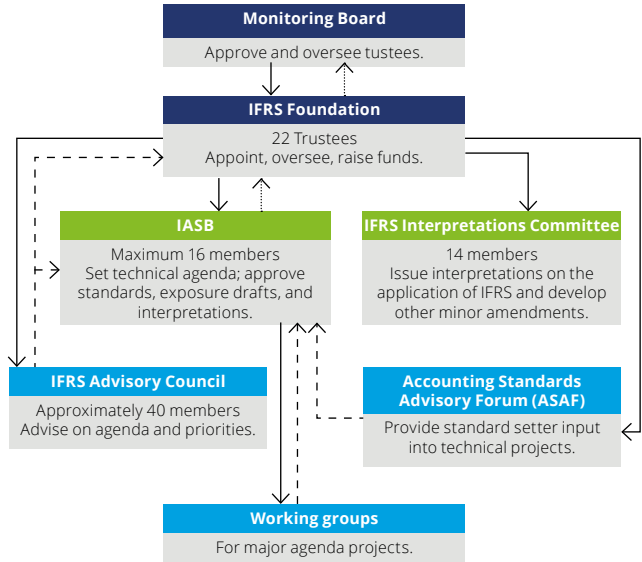 Monitoring Board
Approve and oversee tustees.
IFRS Foundation
22 Trustees
Appoint, oversee, raise funds.
IASB
Maximum 16 members
Set technical agenda; approve
standards, exposure drafts, and
interpretations.
IFRS Interpretations Committee
14 members
Issue interpretations on the
application of IFRS and develop
other minor amendments.
IFRS Advisory Council
Approximately 40 members
Advise on agenda and priorities.
Accounting Standards
Advisory Forum (ASAF)
Provide standard setter input
into technical projects.
Working groups
For major agenda projects.